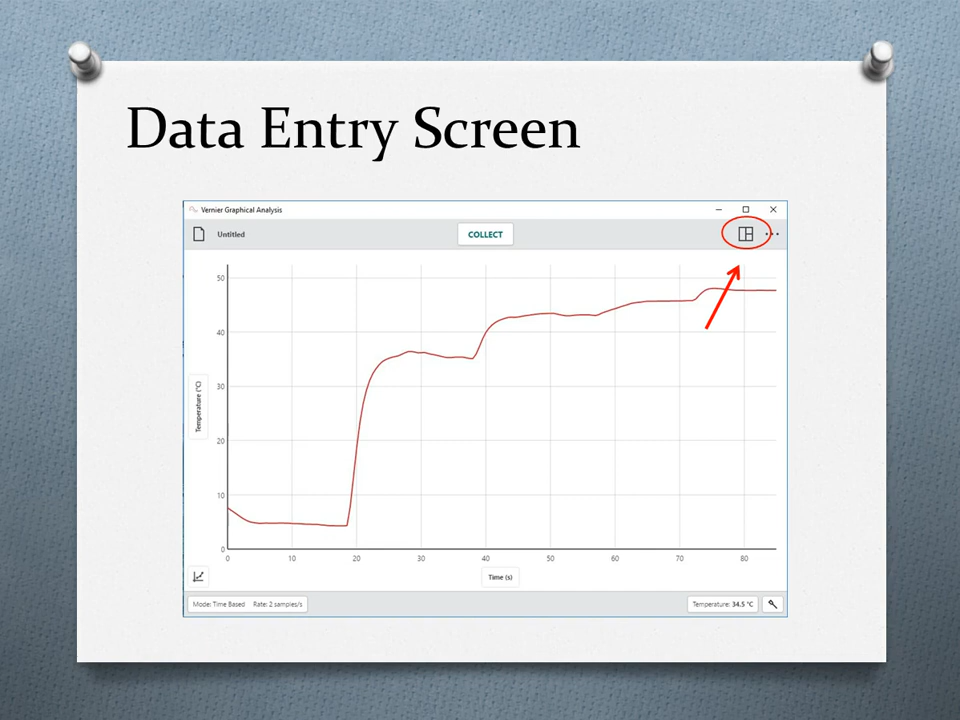 Data Entry Screen
Vernier Graphical Analysis
Untitled
COLLECT
50
40
30
20
10
0
Temperature (°C)
0 10 20 30 40 50 60 70 80
Time (s)
Mode: Time Based Rate: 2 samples/s
Temperature: 34.5 °C